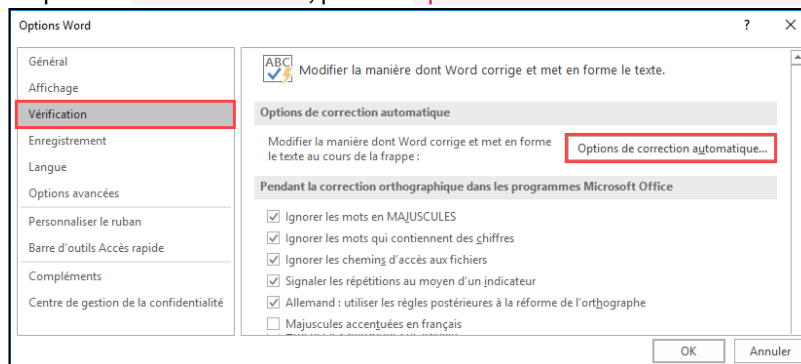 Options Word
?
Général
Affichage
Vérification
Enregistrement
Langue
Options avancées
Personnaliser le ruban
Barre d'outils Accès rapide
Compléments
Centre de gestion de la confidentialité
ABC
Modifier la manière dont Word corrige et met en forme le texte.
Options de correction automatique
Modifier la manière dont Word corrige et met en forme
le texte au cours de la frappe :
Options de correction automatique...
Pendant la correction orthographique dans les programmes Microsoft Office
Ignorer les mots en MAJUSCULES
Ignorer les mots qui contiennent des chiffres
Ignorer les chemins d'accès aux fichiers
Signaler les répétitions au moyen d'un indicateur
Allemand : utiliser les règles postérieures à la réforme de l'orthographe
Majuscules accentuées en français
OK
Annuler